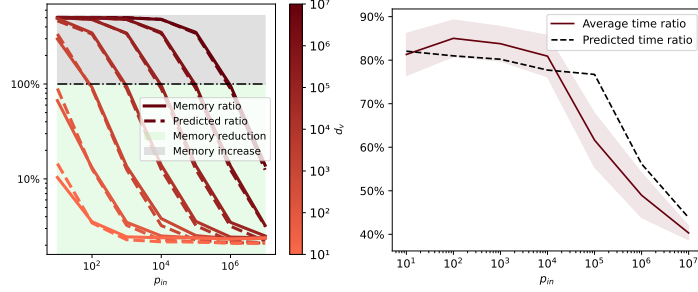 100%
10%
10²
10⁴
10⁶
p_in
Memory ratio
Predicted ratio
Memory reduction
Memory increase
10⁷
10⁶
10⁵
10⁴
10³
10²
10¹
d_v
90%
80%
70%
60%
50%
40%
10¹
10²
10³
10⁴
10⁵
10⁶
10⁷
p_in
Average time ratio
Predicted time ratio